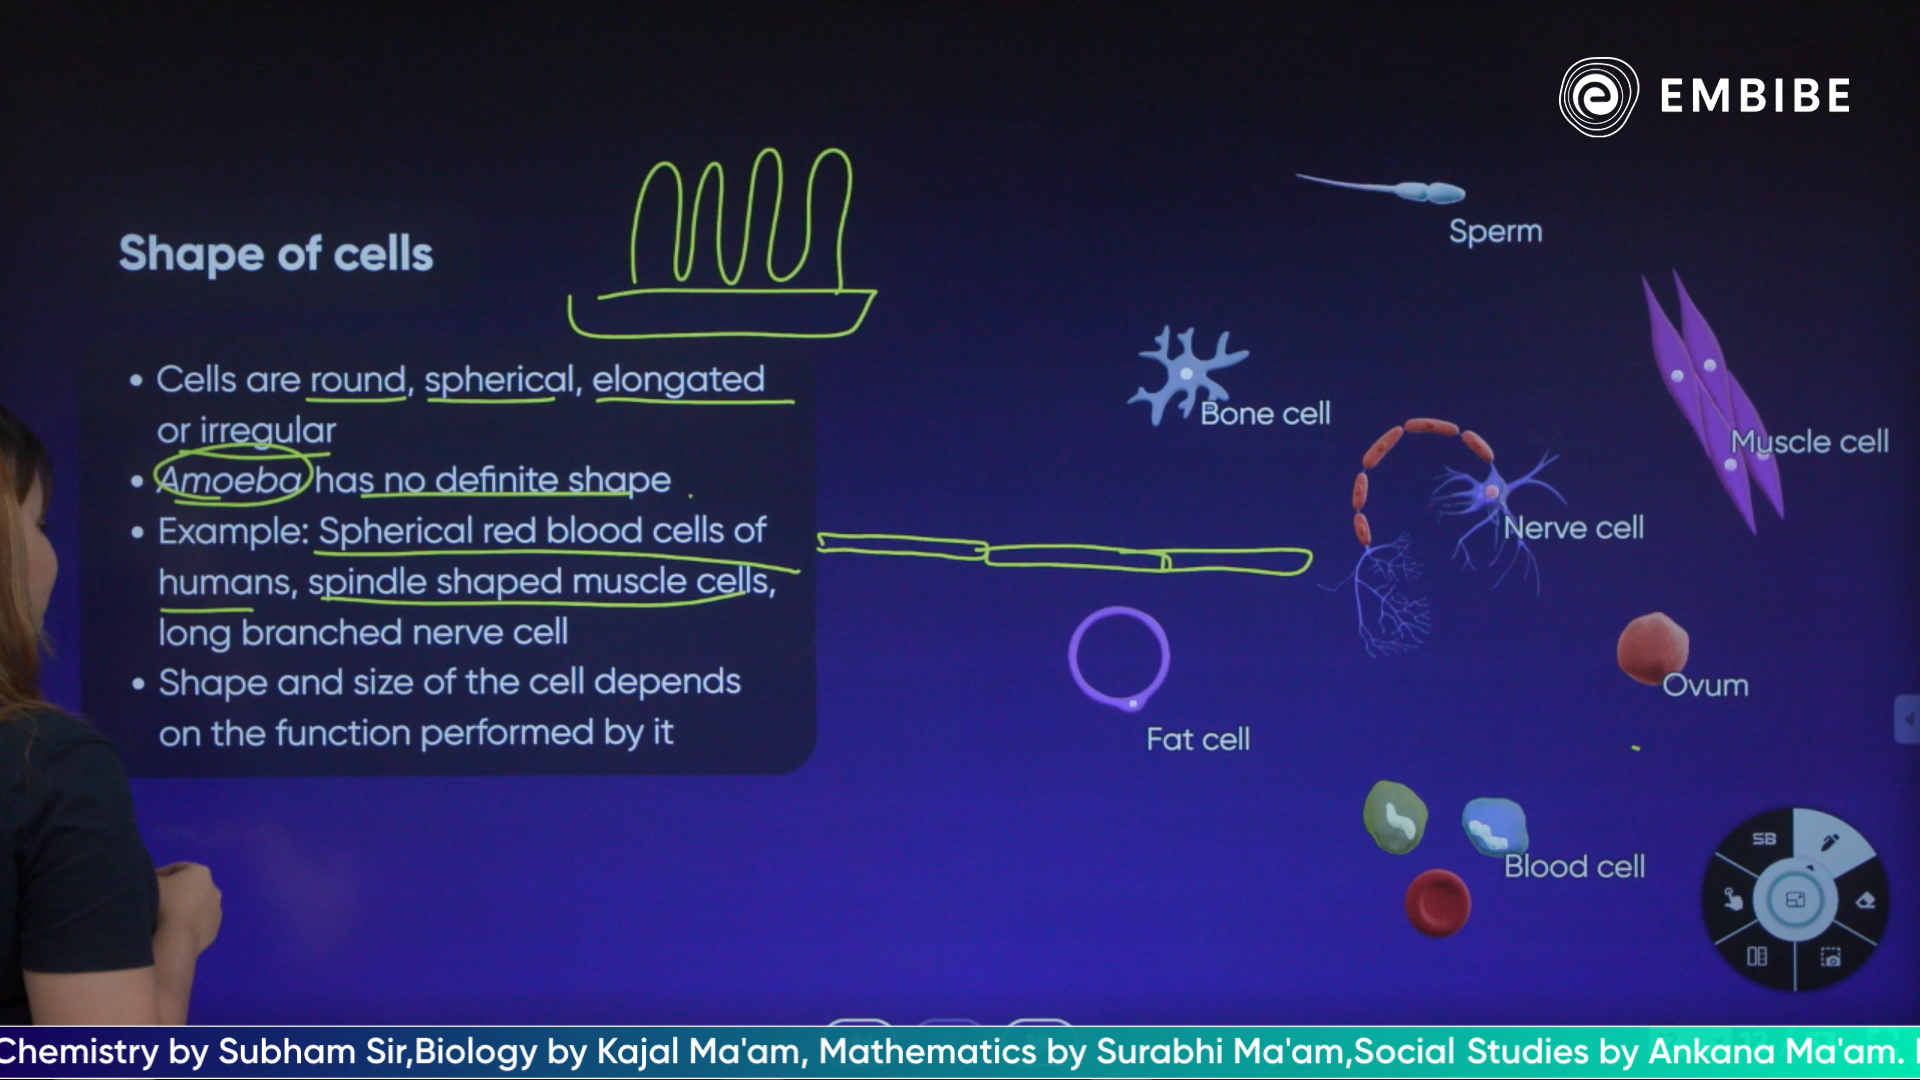 EMBIBE
Sperm
Shape of cells
Cells are round, spherical, elongated
or irregular
Bone cell
Muscle cell
Amoeba has no definite shape
Example: Spherical red blood cells of
Nerve cell
humans, spindle shaped muscle cells,
long branched nerve cell
Shape and size of the cell depends
on the function performed by it
Ovum
Fat cell
SB
Blood cell
Chemistry by Subham Sir,Biology by Kajal Ma'am, Mathematics by Surabhi Ma'am,Social Studies by Ankana Ma'am.